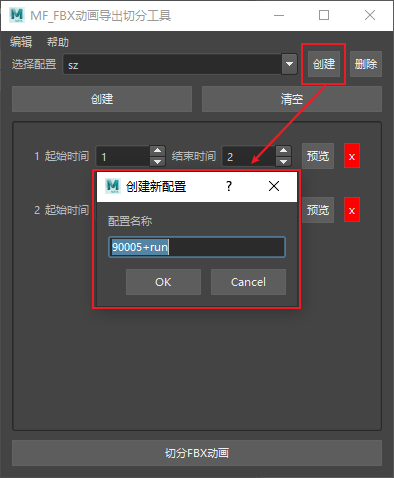 MF_FBX动画导出切分工具
编辑 帮助
选择配置 sz 创建 删除
创建 清空
1 起始时间 1 结束时间 2 预览 x
创建新配置 ?
2 起始时间 预览 x
配置名称
90005+run
OK Cancel
切分FBX动画